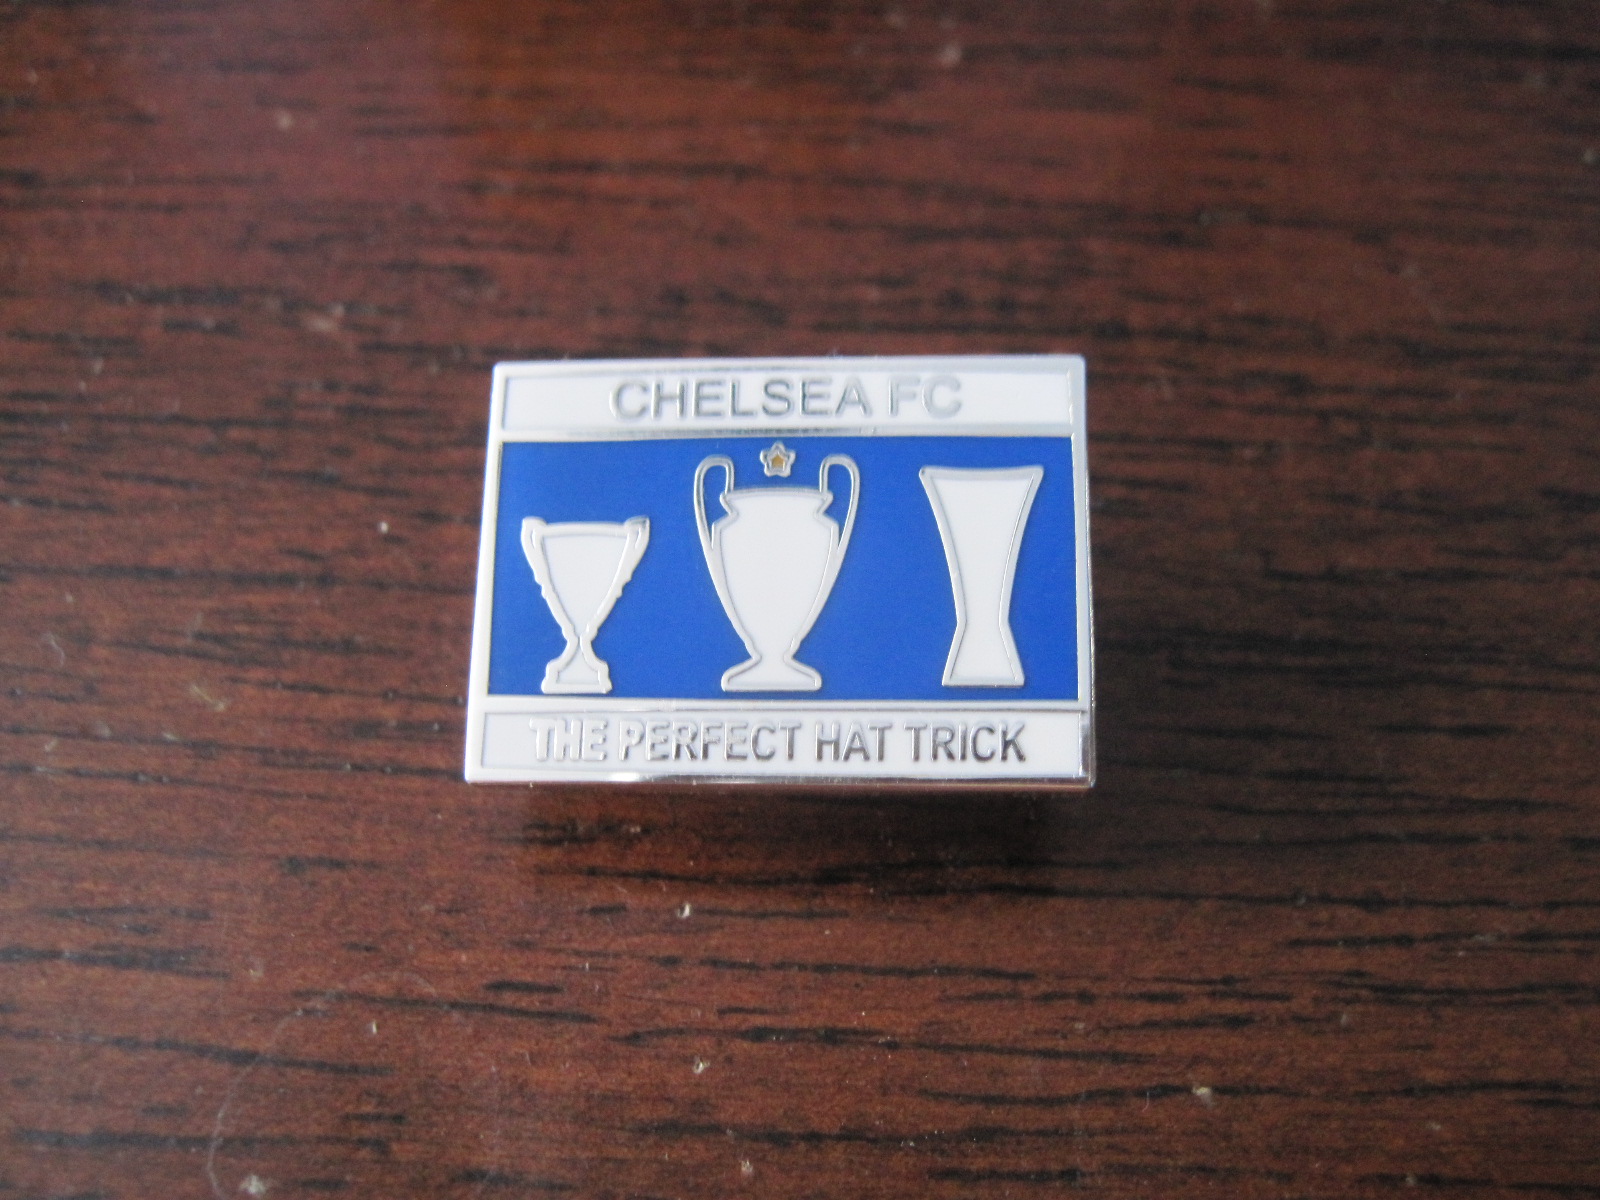 CHELSEA FC
THE PERFECT HAT TRICK